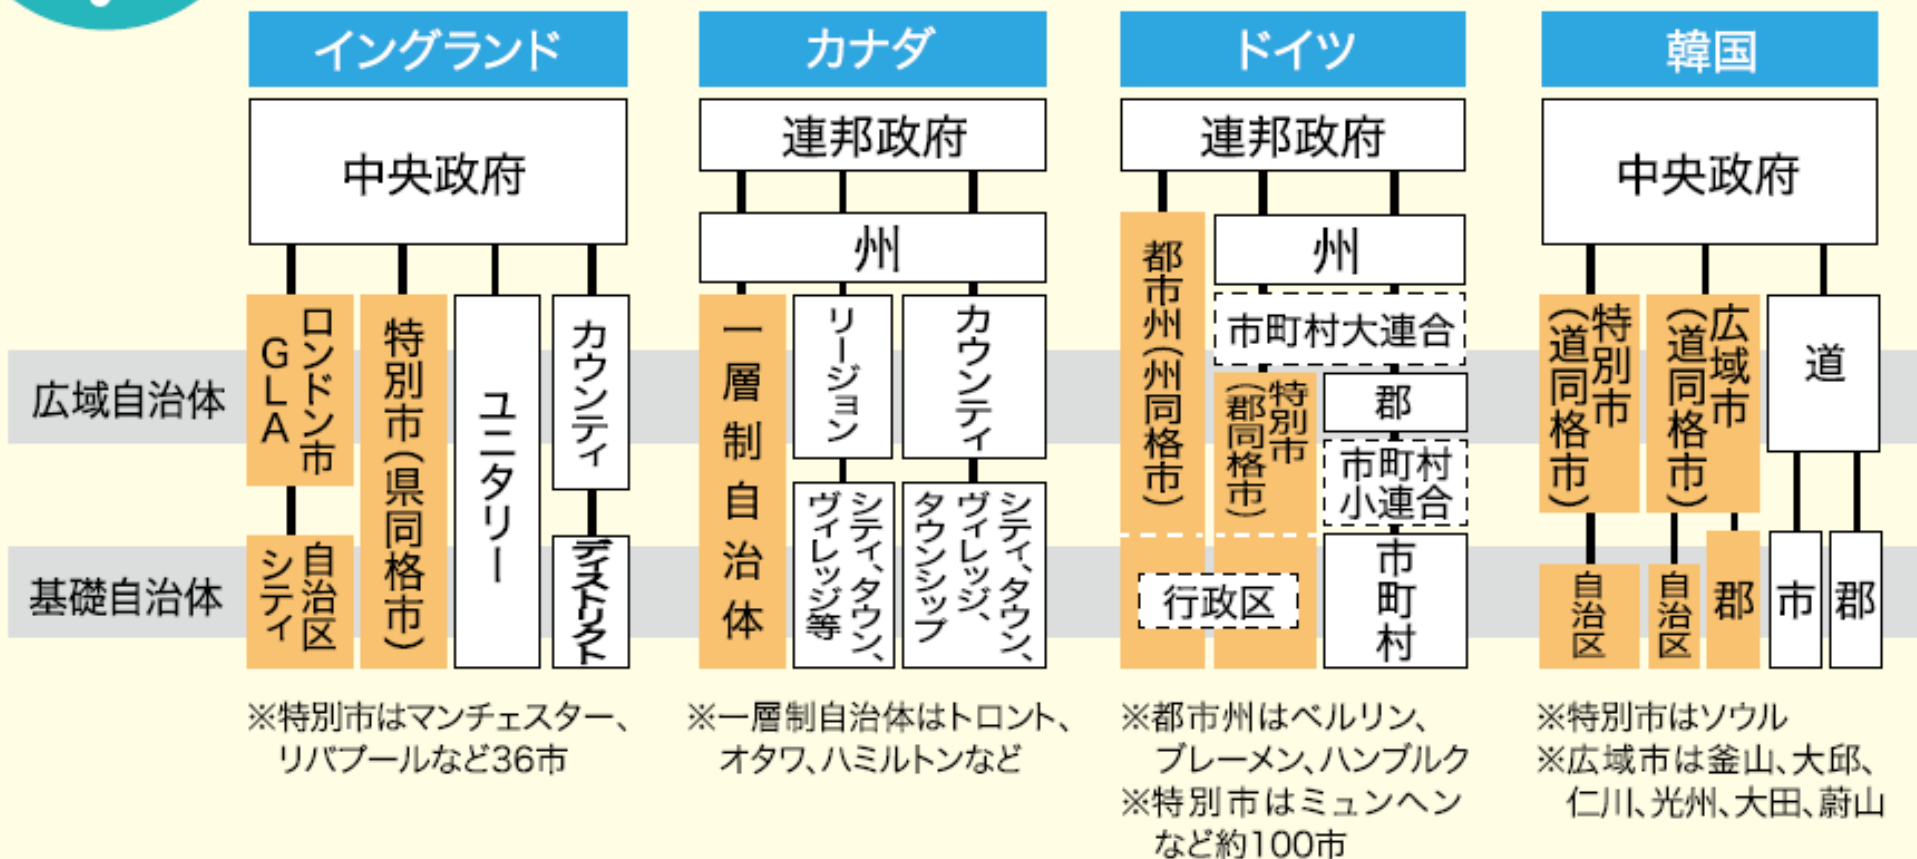 イングランド
中央政府
ロンドン市
GLA
自治区
シティ
特別市(県同格市)
ユニタリー
カウンティ
ディストリクト
※特別市はマンチェスター、
リバプールなど36市
カナダ
連邦政府
州
一層制自治体
リージョン
シティ、タウン、
ヴィレッジ等
カウンティ
シティ、タウン、
ヴィレッジ、
タウンシップ
※一層制自治体はトロント、
オタワ、ハミルトンなど
ドイツ
連邦政府
都市州(州同格市)
州
市町村大連合
特別市
(郡同格市)
郡
市町村
小連合
行政区
市町村
※都市州はベルリン、
ブレーメン、ハンブルク
※特別市はミュンヘン
など約100市
韓国
中央政府
特別市
(道同格市)
自治区
広域市
(道同格市)
自治区
郡
道
市
郡
※特別市はソウル
※広域市は釜山、大邱、
仁川、光州、大田、蔚山
広域自治体
基礎自治体